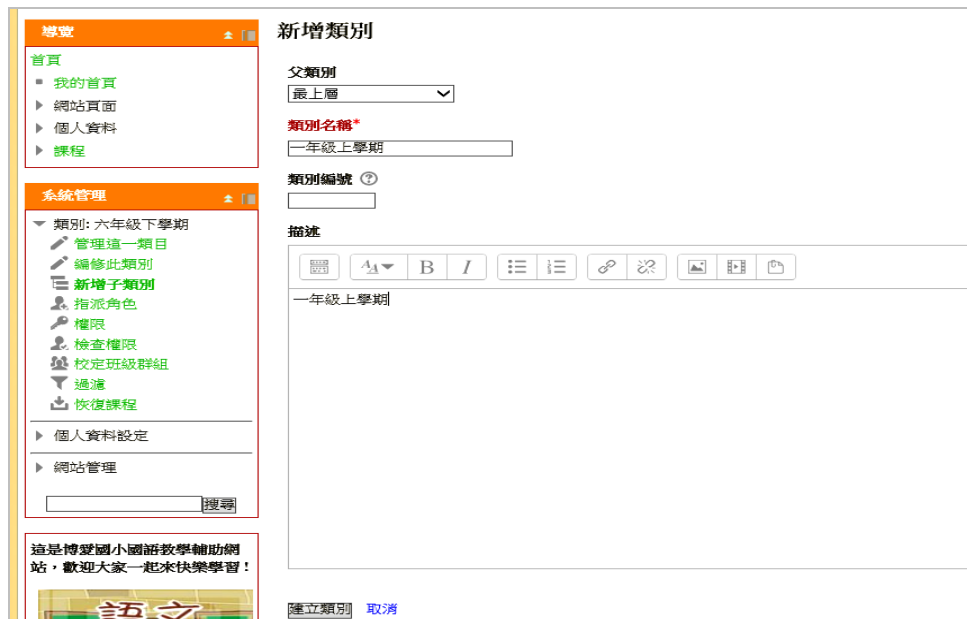 導覽
首頁
我的首頁
網站頁面
個人資料
課程
系統管理
類別: 六年級下學期
管理這一類目
編修此類別
新增子類別
指派角色
權限
檢查權限
校定班級群組
過濾
恢復課程
個人資料設定
網站管理
搜尋
這是博愛國小國語教學輔助網
站，歡迎大家一起來快樂學習！
語文
新增類別
父類別
最上層
類別名稱*
一年級上學期
類別編號
描述
B I
一年級上學期
建立類別 取消